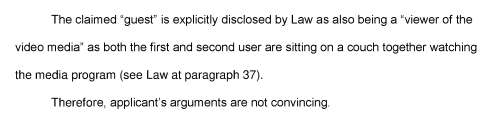 The claimed “guest” is explicitly disclosed by Law as also being a “viewer of the
video media” as both the first and second user are sitting on a couch together watching
the media program (see Law at paragraph 37).
Therefore, applicant’s arguments are not convincing.